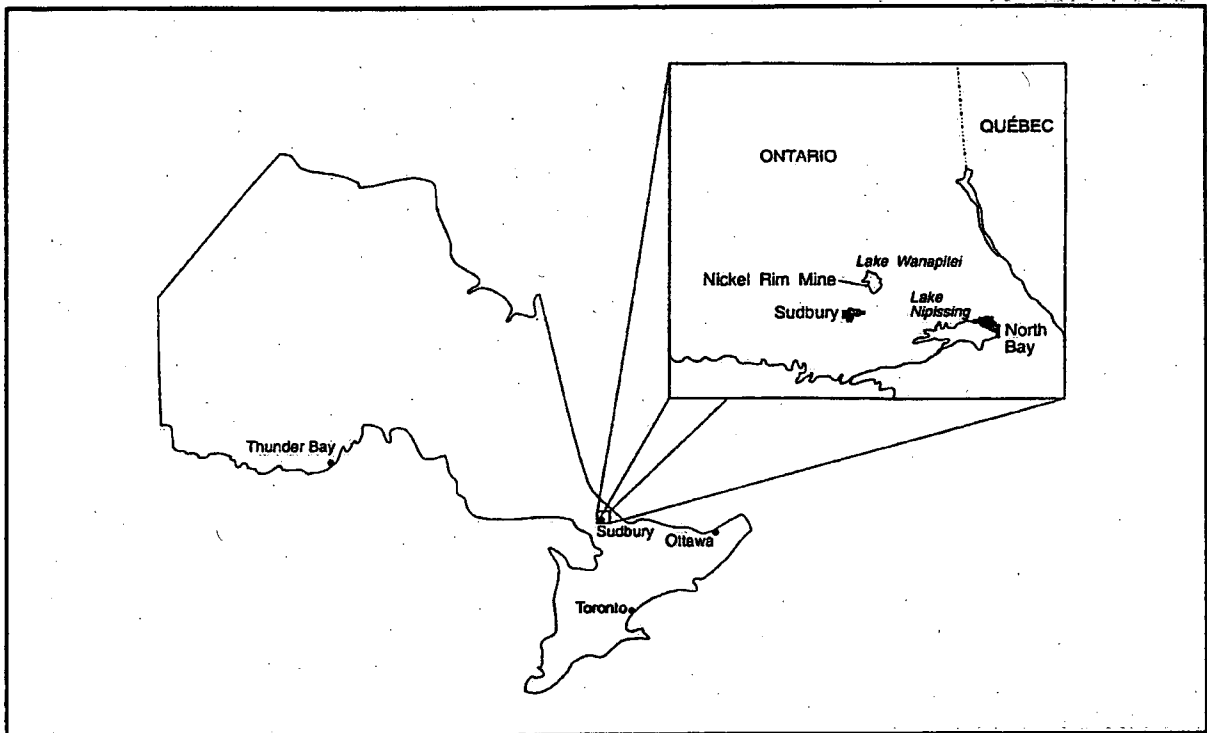 QUÉBEC
ONTARIO
Lake Wanapitei
Nickel Rim Mine
Lake
Nipissing
Sudbury
North
Bay
Thunder Bay
Sudbury
Ottawa
Toronto